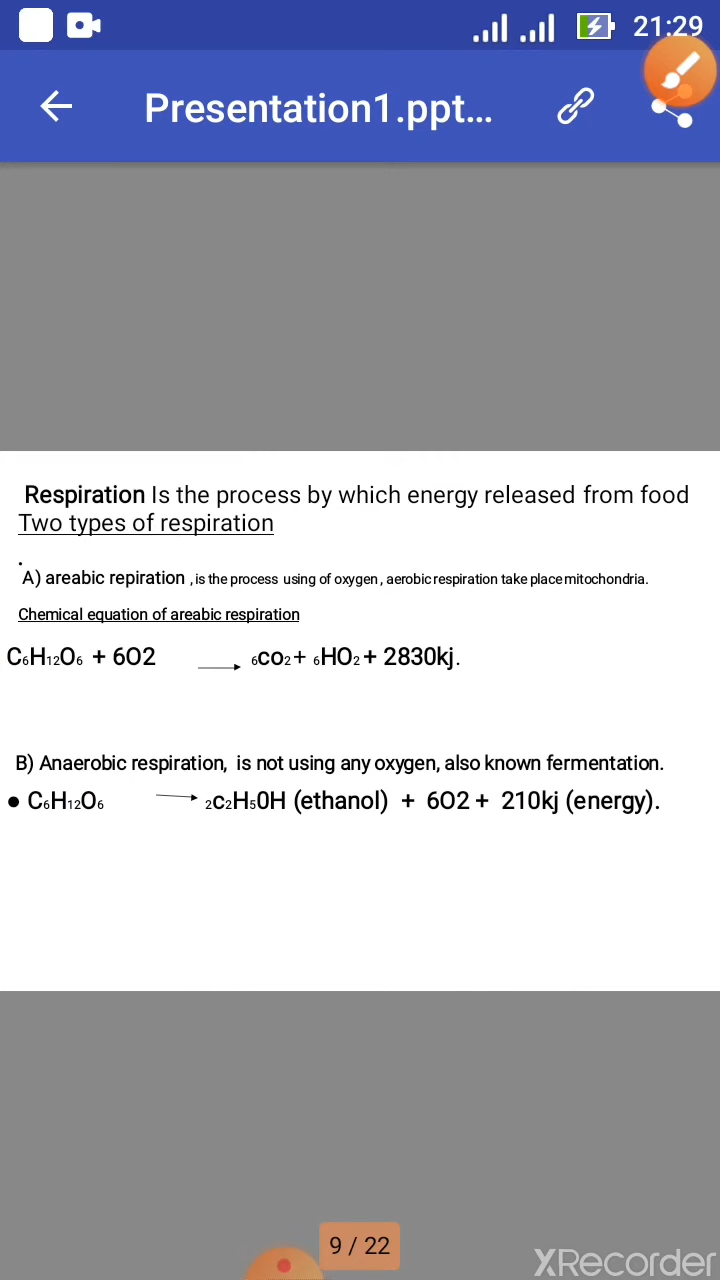 21:29
Presentation1.ppt...
Respiration Is the process by which energy released from food
Two types of respiration
A) areabic repiration , is the process using of oxygen , aerobic respiration take place mitochondria.
Chemical equation of areabic respiration
C₆H₁₂O₆ + 6O2 → ₆CO₂ + ₆HO₂ + 2830kj.
B) Anaerobic respiration, is not using any oxygen, also known fermentation.
• C₆H₁₂O₆ → ₂C₂H₅0H (ethanol) + 6O2 + 210kj (energy).
9 / 22
XRecorder